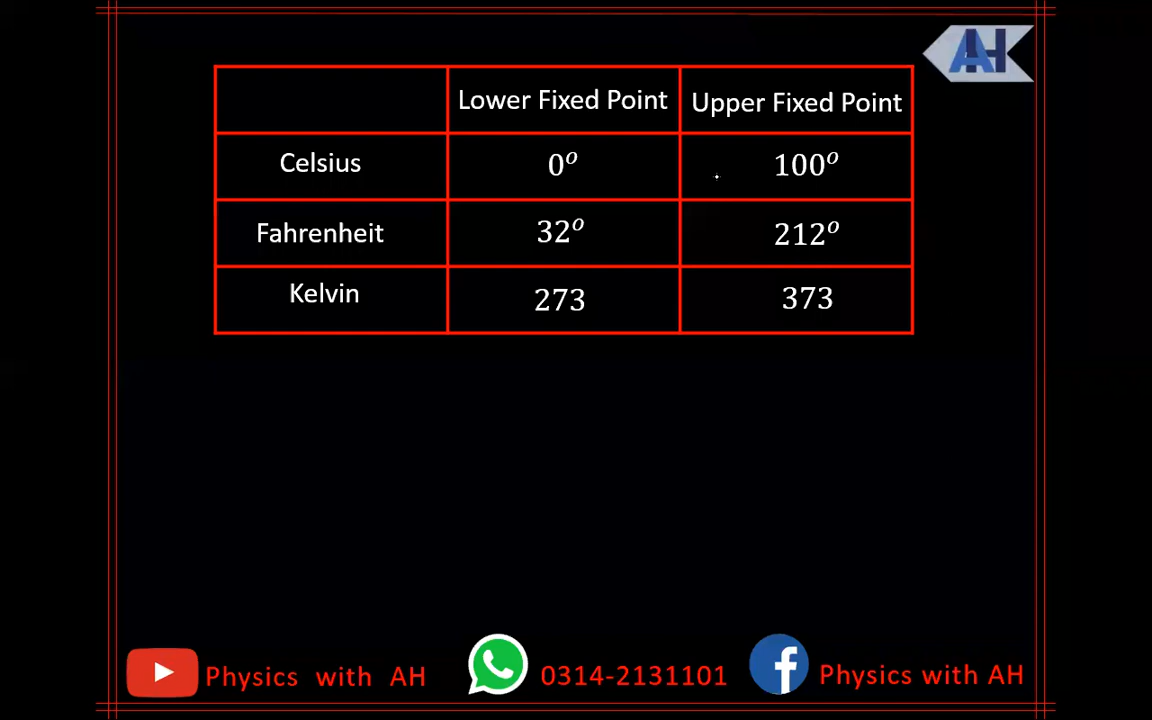 AH
Lower Fixed Point Upper Fixed Point
Celsius 0° 100°
Fahrenheit 32° 212°
Kelvin 273 373
Physics with AH 0314-2131101 Physics with AH